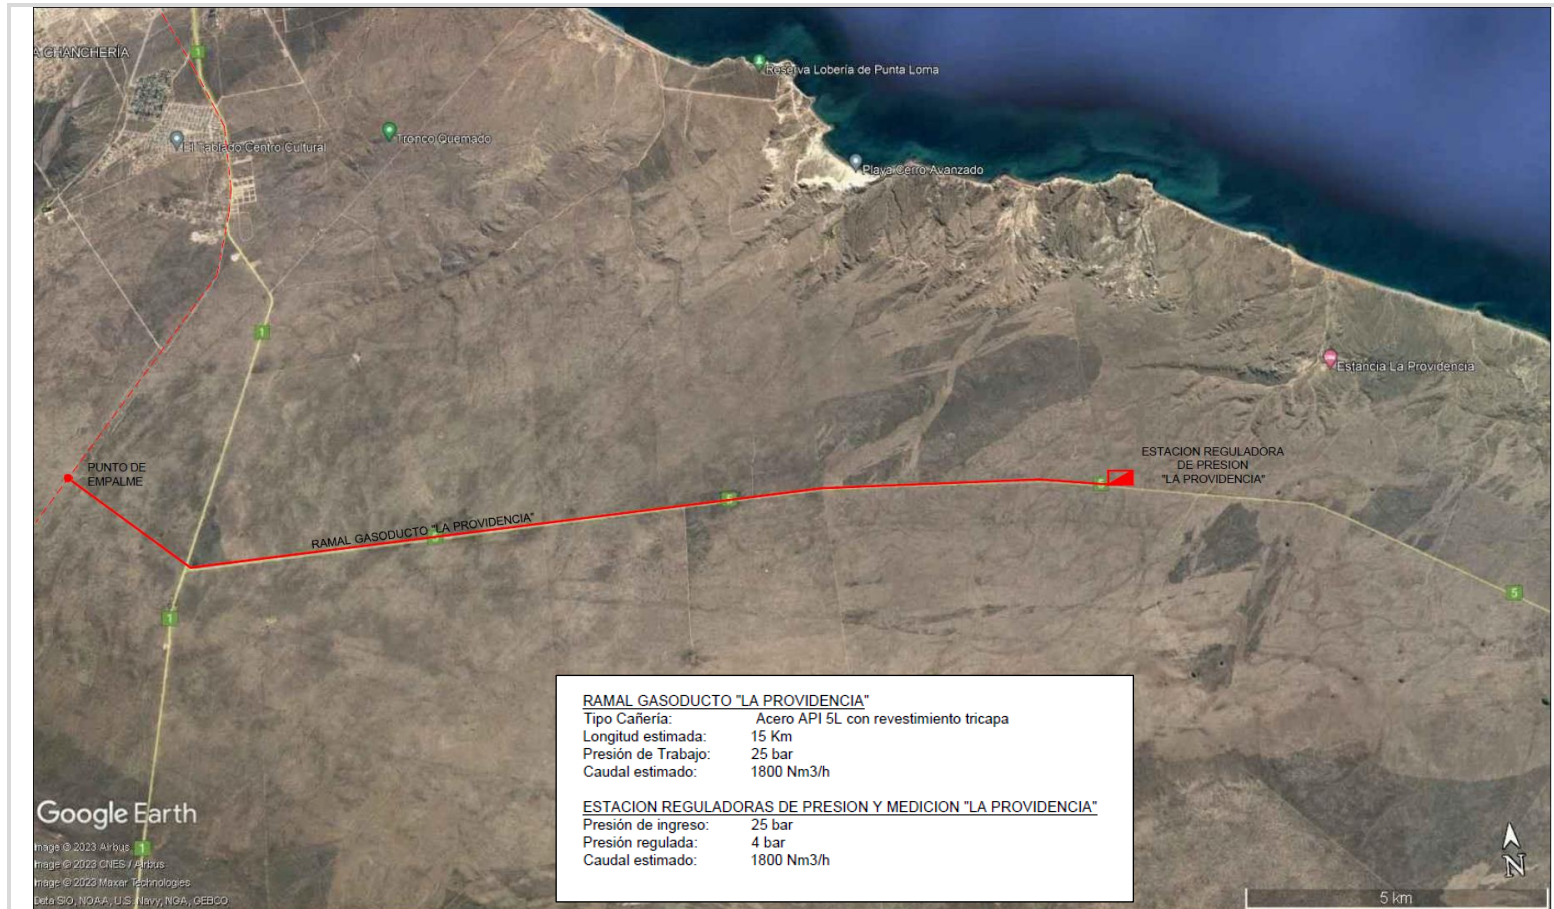 A CHANCHERÍA
1
Reserva Lobería de Punta Loma
Tronco Quemado
El Tablado Centro Cultural
Playa Cerro Avanzado
1
Estancia La Providencia
PUNTO DE
EMPALME
ESTACION REGULADORA
DE PRESION
"LA PROVIDENCIA"
5
5
RAMAL GASODUCTO "LA PROVIDENCIA"
5
5
1
RAMAL GASODUCTO "LA PROVIDENCIA"
Tipo Cañería: Acero API 5L con revestimiento tricapa
Longitud estimada: 15 Km
Presión de Trabajo: 25 bar
Caudal estimado: 1800 Nm3/h
ESTACION REGULADORAS DE PRESION Y MEDICION "LA PROVIDENCIA"
Presión de ingreso: 25 bar
Presión regulada: 4 bar
Caudal estimado: 1800 Nm3/h
Google Earth
Image © 2023 Airbus
1
Image © 2023 CNES / Airbus
Image © 2023 Maxar Technologies
Data SIO, NOAA, U.S. Navy, NGA, GEBCO
N
5 km